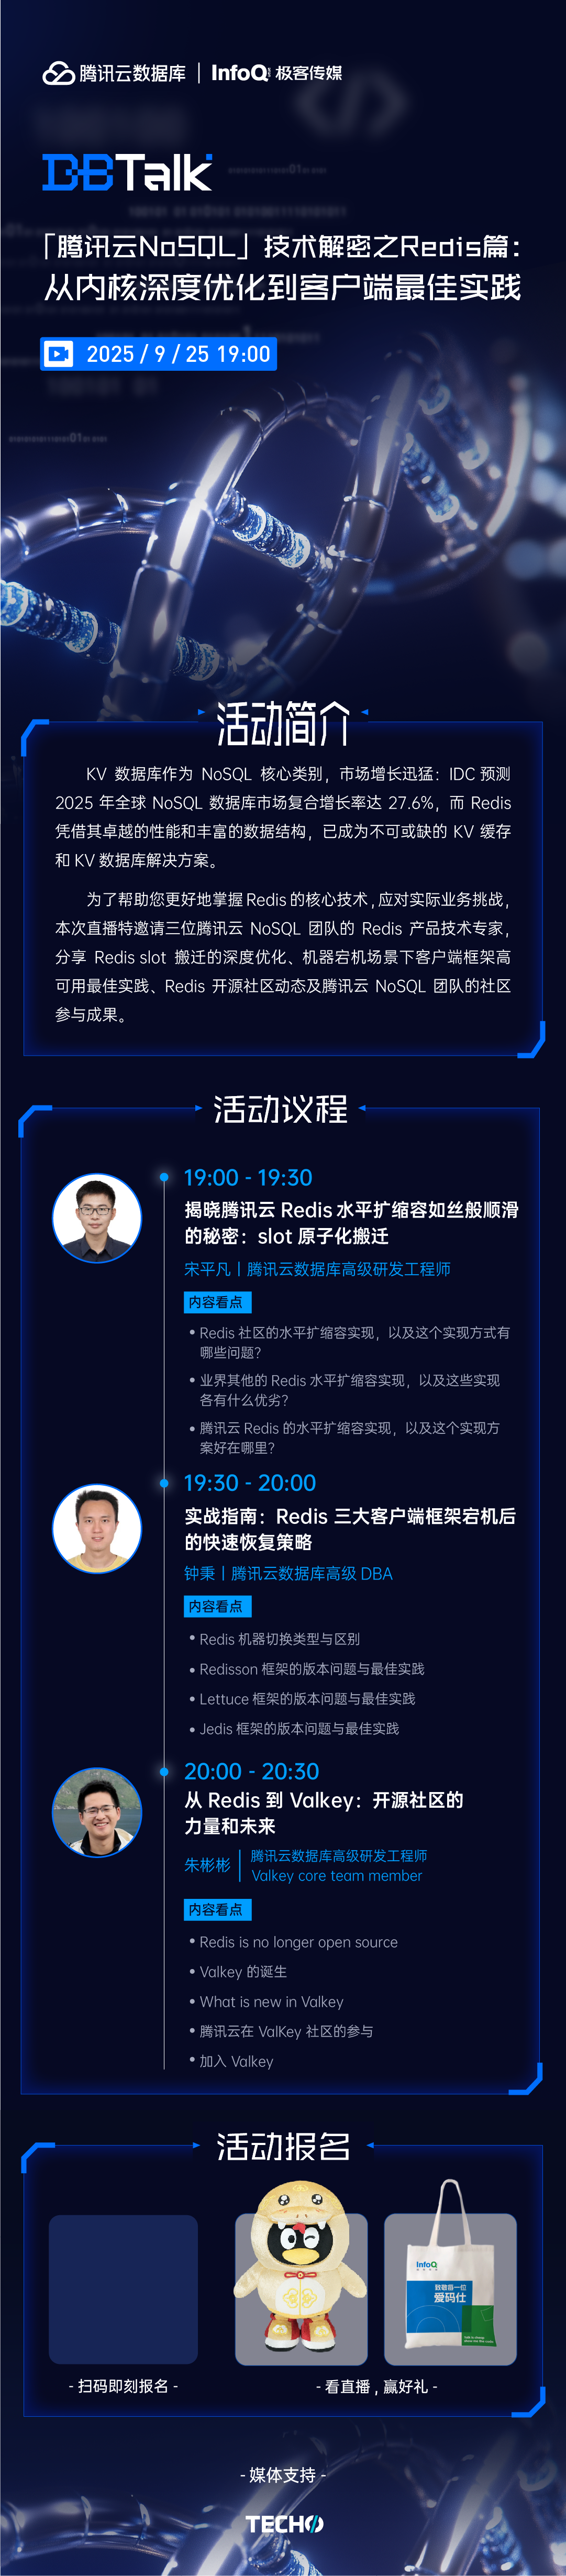 腾讯云数据库 | InfoQ 极客传媒
DBTalk
「腾讯云NoSQL」技术解密之Redis篇：
从内核深度优化到客户端最佳实践
2025 / 9 / 25 19:00
活动简介
KV 数据库作为 NoSQL 核心类别，市场增长迅猛：IDC 预测
2025 年全球 NoSQL 数据库市场复合增长率达 27.6%，而 Redis
凭借其卓越的性能和丰富的数据结构，已成为不可或缺的 KV 缓存
和 KV 数据库解决方案。
为了帮助您更好地掌握 Redis 的核心技术，应对实际业务挑战，
本次直播特邀请三位腾讯云 NoSQL 团队的 Redis 产品技术专家，
分享 Redis slot 搬迁的深度优化、机器宕机场景下客户端框架高
可用最佳实践、Redis 开源社区动态及腾讯云 NoSQL 团队的社区
参与成果。
活动议程
19:00 - 19:30
揭晓腾讯云 Redis 水平扩缩容如丝般顺滑
的秘密：slot 原子化搬迁
宋平凡丨腾讯云数据库高级研发工程师
内容看点
• Redis 社区的水平扩缩容实现，以及这个实现方式有
哪些问题？
• 业界其他的 Redis 水平扩缩容实现，以及这些实现
各有什么优劣？
• 腾讯云 Redis 的水平扩缩容实现，以及这个实现方
案好在哪里？
19:30 - 20:00
实战指南：Redis 三大客户端框架宕机后
的快速恢复策略
钟秉丨腾讯云数据库高级 DBA
内容看点
• Redis 机器切换类型与区别
• Redisson 框架的版本问题与最佳实践
• Lettuce 框架的版本问题与最佳实践
• Jedis 框架的版本问题与最佳实践
20:00 - 20:30
从 Redis 到 Valkey：开源社区的
力量和未来
朱彬彬 | 腾讯云数据库高级研发工程师
Valkey core team member
内容看点
• Redis is no longer open source
• Valkey 的诞生
• What is new in Valkey
• 腾讯云在 ValKey 社区的参与
• 加入 Valkey
活动报名
InfoQ
致敬每一位
爱码仕
- 扫码即刻报名 -
- 看直播，赢好礼 -
- 媒体支持 -
TECHO